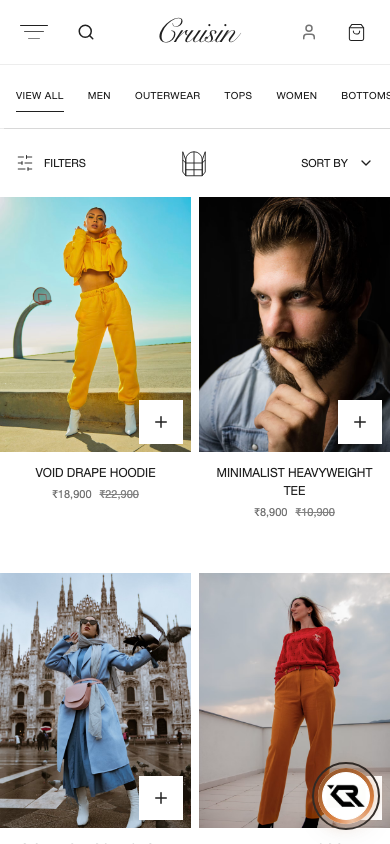 Cruisin
VIEW ALL MEN OUTERWEAR TOPS WOMEN BOTTOMS
FILTERS SORT BY
VOID DRAPE HOODIE
₹18,900 ₹22,900
MINIMALIST HEAVYWEIGHT
TEE
₹8,900 ₹10,900